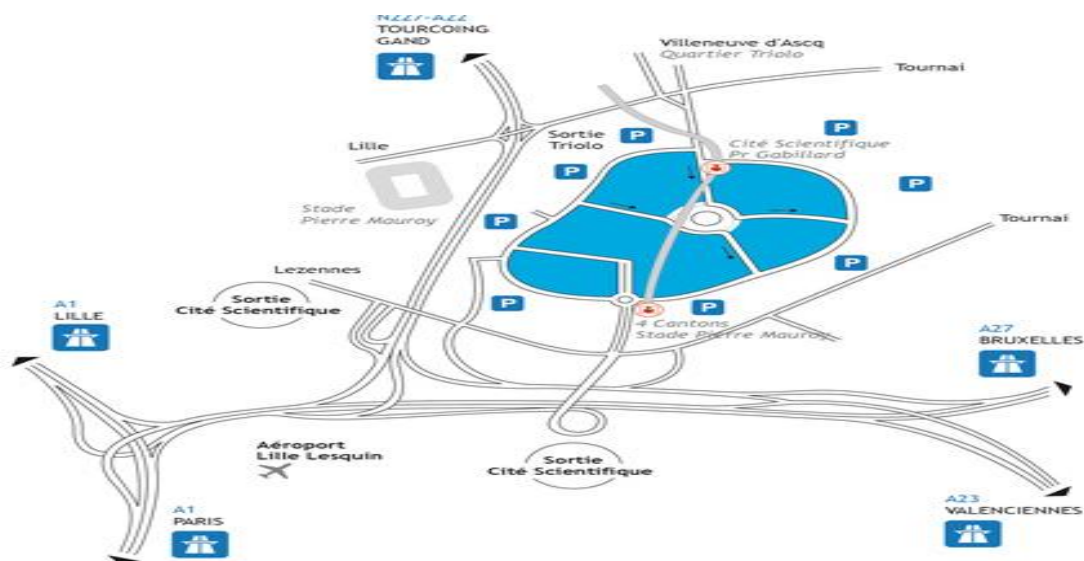 N227-A22
TOURCOING
GAND
Villeneuve d'Ascq
Quartier Triolo
Tournai
Sortie
Triolo
P
P
Lille
Cité Scientifique
Pr Gabillard
P
P
Stade
Pierre Mauroy
P
Tournai
Lezennes
P
Sortie
Cité Scientifique
P
P
A1
LILLE
4 Cantons
Stade Pierre Mauroy
A27
BRUXELLES
Aéroport
Lille Lesquin
Sortie
Cité Scientifique
A1
PARIS
A23
VALENCIENNES